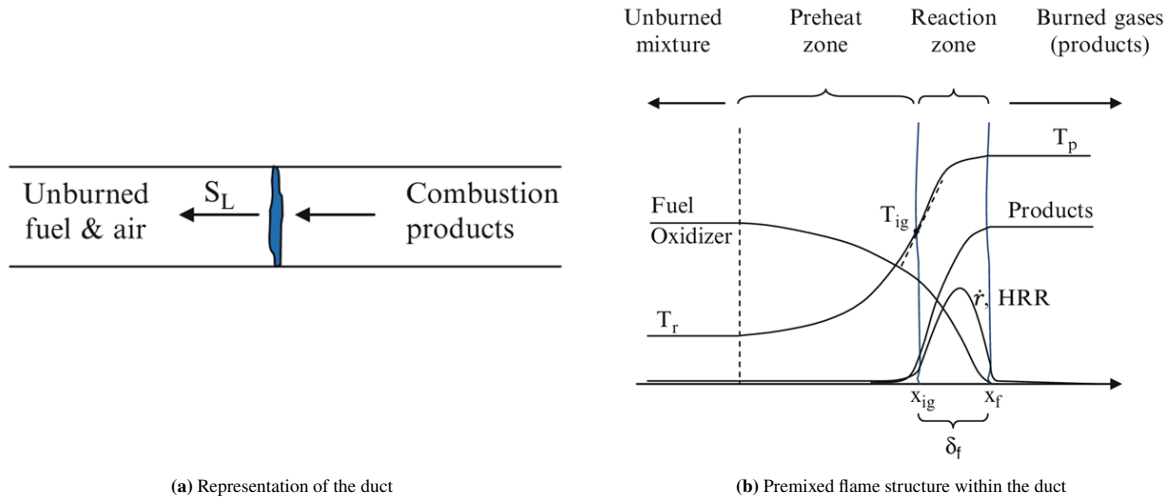 Unburned
fuel & air
S_L
Combustion
products
(a) Representation of the duct
Unburned
mixture
Preheat
zone
Reaction
zone
Burned gases
(products)
T_p
Fuel
Oxidizer
T_ig
Products
T_r
ṙ, HRR
x_ig
x_f
δ_f
(b) Premixed flame structure within the duct